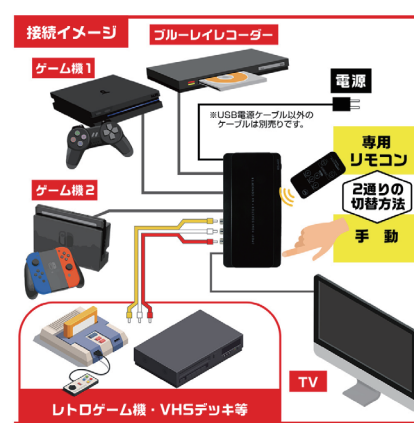 接続イメージ
ブルーレイレコーダー
ゲーム機1
電源
※USB電源ケーブル以外の
ケーブルは別売りです。
専用
リモコン
2通りの
切替方法
手動
ゲーム機2
TV
レトロゲーム機・VHSデッキ等